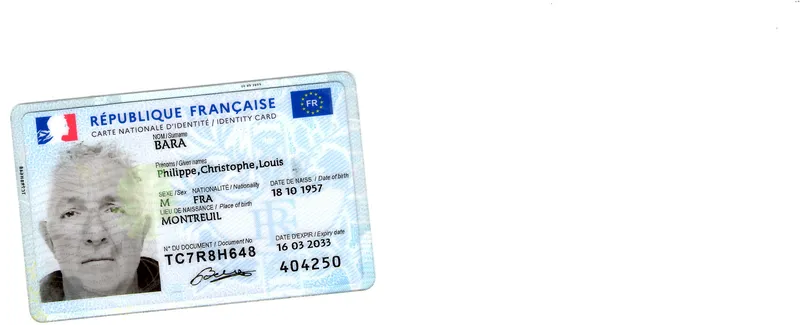 RÉPUBLIQUE FRANÇAISE
FR
CARTE NATIONALE D'IDENTITÉ / IDENTITY CARD
NOM / Surname
BARA
Prénoms / Given names
Philippe,Christophe,Louis
SEXE / Sex NATIONALITÉ / Nationality DATE DE NAISS. / Date of birth
M FRA 18 10 1957
LIEU DE NAISSANCE / Place of birth
MONTREUIL
N° DU DOCUMENT / Document No DATE D'EXPIR / Expiry date
TC7R8H648 16 03 2033
404250